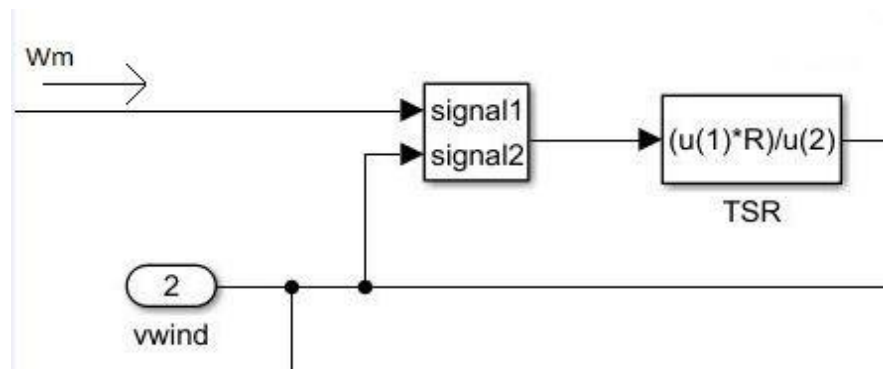 Wm
signal1
signal2
(u(1)*R)/u(2)
TSR
2
vwind